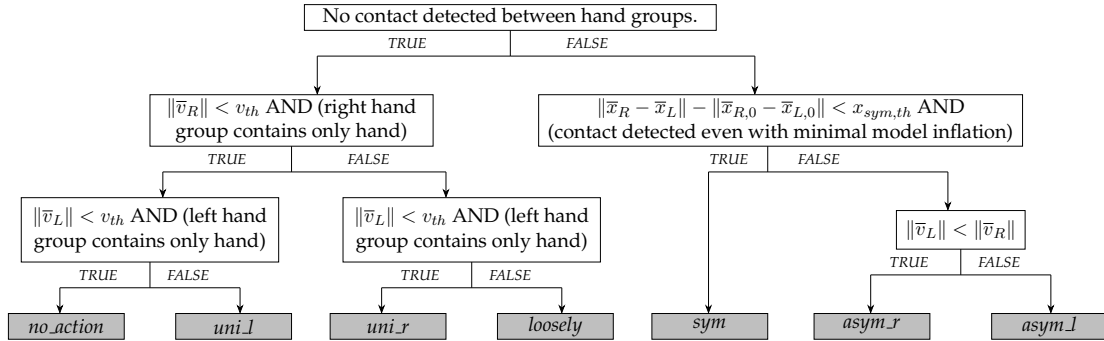 No contact detected between hand groups.
TRUE FALSE
‖v̅_R‖ < v_th AND (right hand
group contains only hand)
‖x̅_R − x̅_L‖ − ‖x̅_{R,0} − x̅_{L,0}‖ < x_{sym,th} AND
(contact detected even with minimal model inflation)
TRUE FALSE
TRUE FALSE
‖v̅_L‖ < v_th AND (left hand
group contains only hand)
‖v̅_L‖ < v_th AND (left hand
group contains only hand)
‖v̅_L‖ < ‖v̅_R‖
TRUE FALSE
TRUE FALSE
TRUE FALSE
no_action
uni_l
uni_r
loosely
sym
asym_r
asym_l